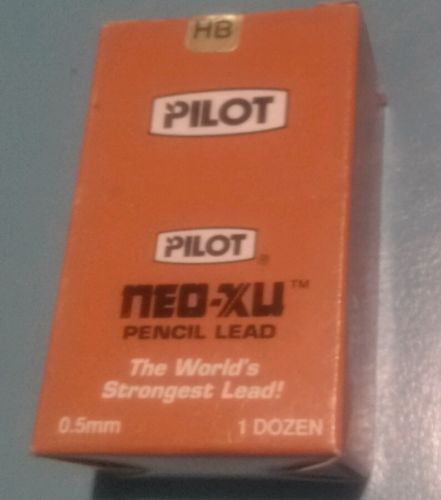 HB
PILOT
PILOT®
NEO-XU™
PENCIL LEAD
The World's
Strongest Lead!
0.5mm 1 DOZEN